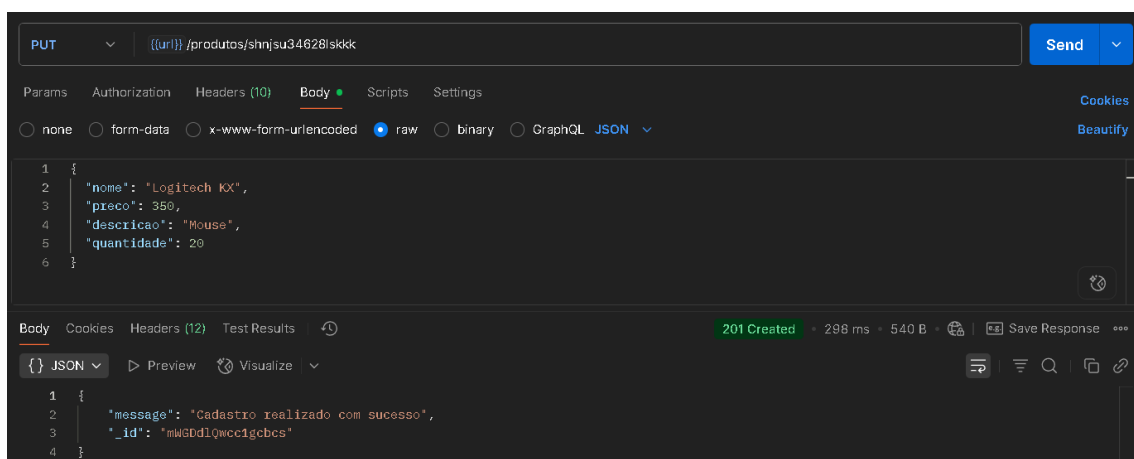 PUT {{url}} /produtos/shnjsu34628lskkk Send
Params Authorization Headers (10) Body Scripts Settings Cookies
none form-data x-www-form-urlencoded raw binary GraphQL JSON Beautify
1 {
2 "nome": "Logitech KX",
3 "preco": 350,
4 "descricao": "Mouse",
5 "quantidade": 20
6 }
Body Cookies Headers (12) Test Results 201 Created 298 ms 540 B e.g. Save Response
{} JSON Preview Visualize
1 {
2 "message": "Cadastro realizado com sucesso",
3 "_id": "mWGDdlQwcc1gcbcs"
4 }